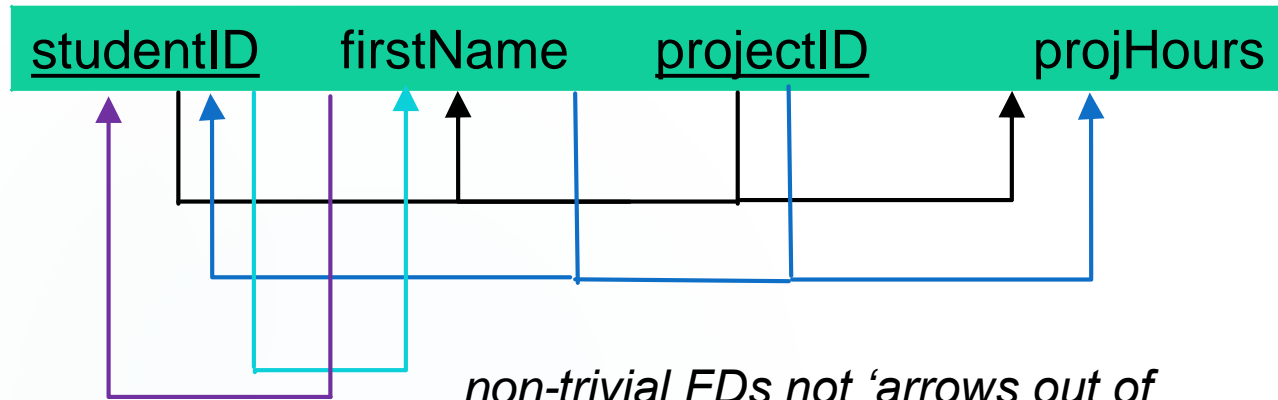 studentID firstName projectID projHours
non-trivial FDs not ‘arrows out of